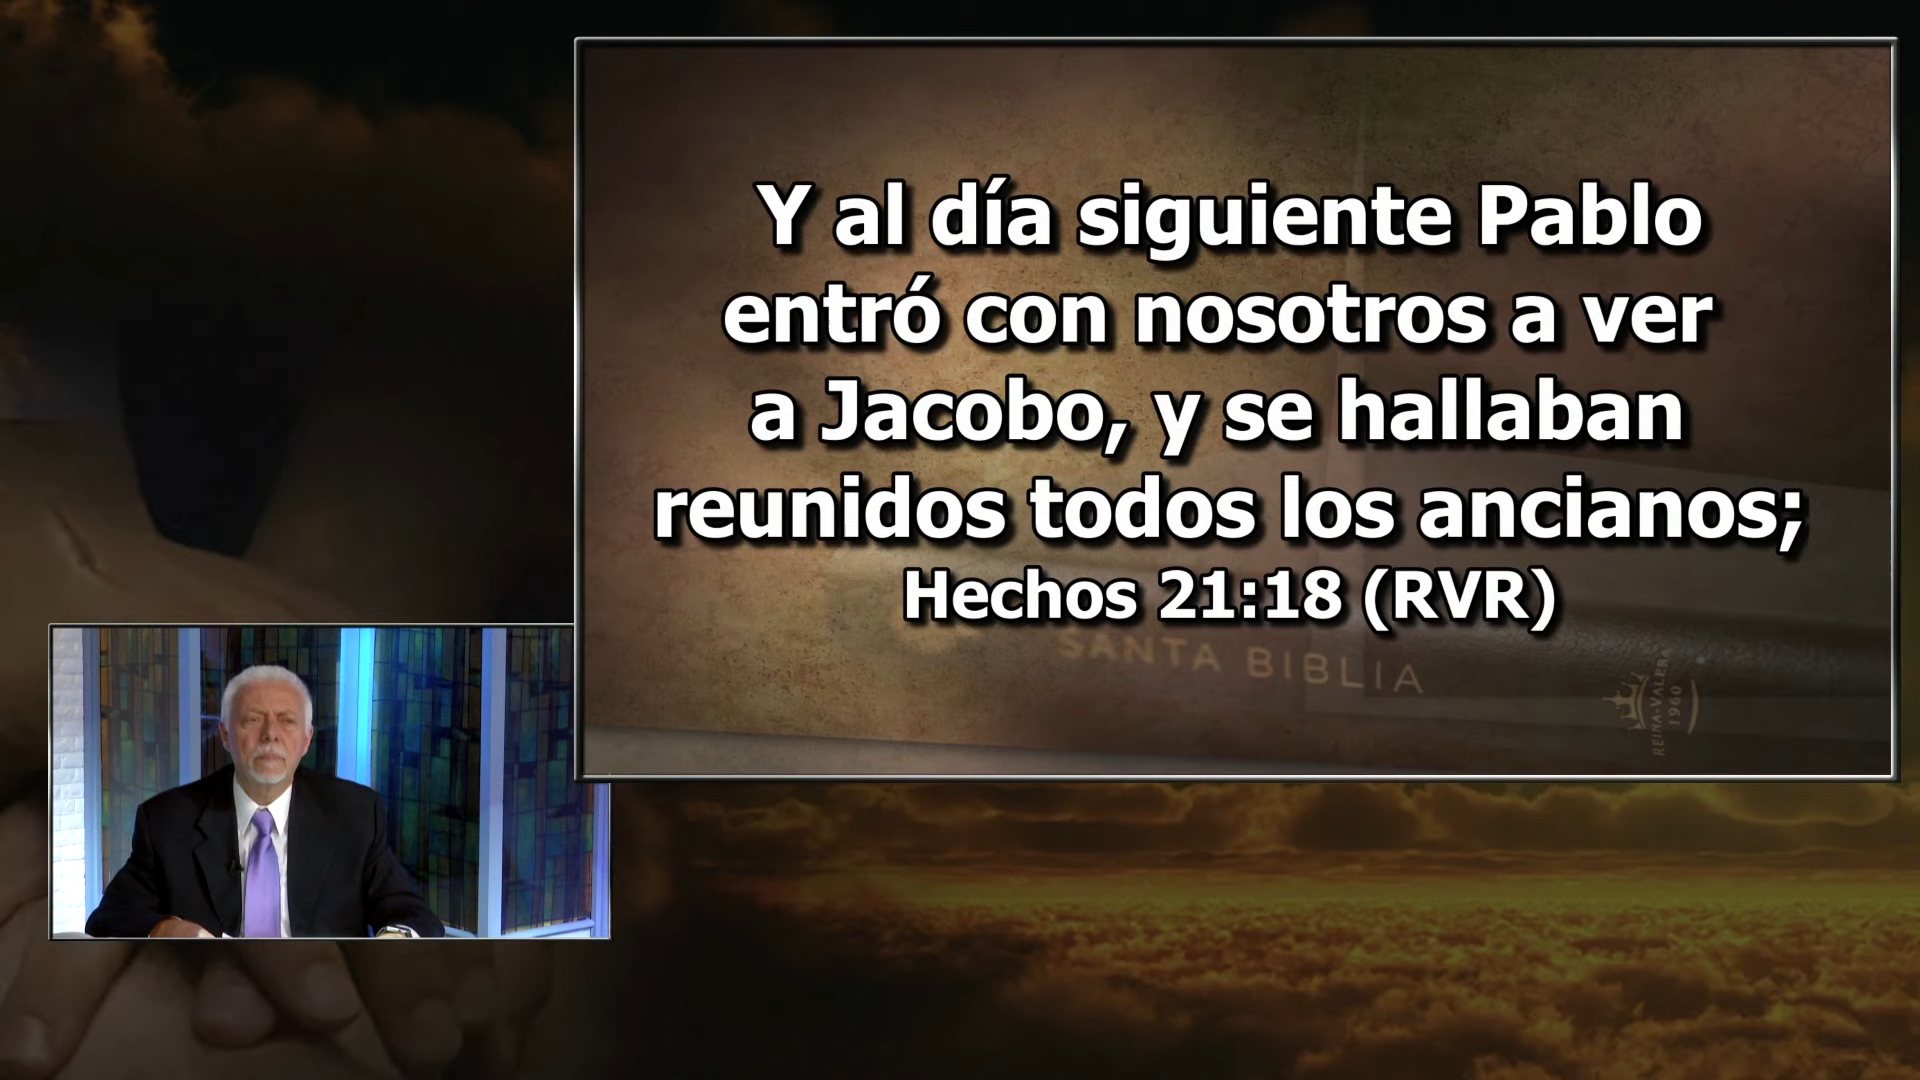 Y al día siguiente Pablo
entró con nosotros a ver
a Jacobo, y se hallaban
reunidos todos los ancianos;
Hechos 21:18 (RVR)
SANTA BIBLIA
REINA-VALERA
1960